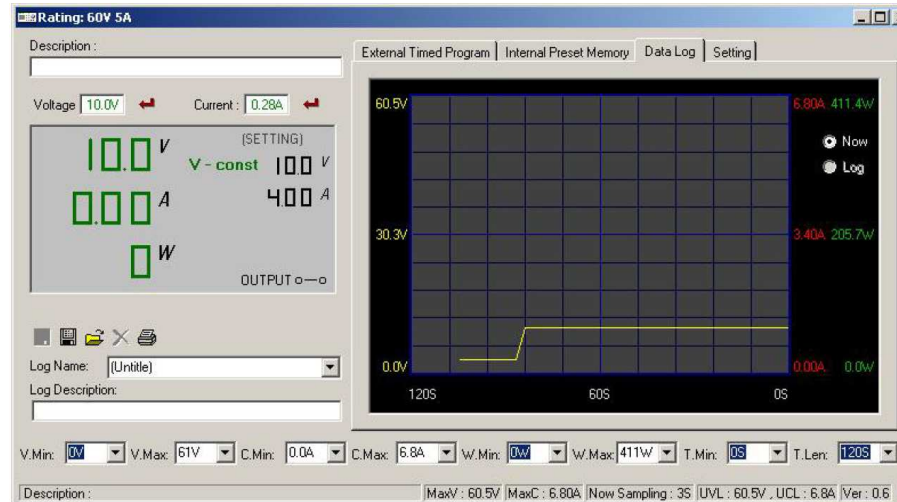 Rating: 60V 5A
Description :
External Timed Program Internal Preset Memory Data Log Setting
Voltage 10.0V Current : 0.28A
10.0 V
(SETTING)
V - const 10.0 V
0.00 A
4.00 A
0 W
OUTPUT
60.5V
6.80A 411.4W
Now
Log
30.3V
3.40A 205.7W
0.0V
0.00A 0.0W
120S 60S 0S
Log Name: (Untitle)
Log Description:
V.Min: 0V V.Max: 61V C.Min: 0.0A C.Max: 6.8A W.Min: 0W W.Max: 411W T.Min: 0S T.Len: 120S
Description : MaxV : 60.5V MaxC : 6.80A Now Sampling : 3S UVL : 60.5V , UCL : 6.8A Ver : 0.6